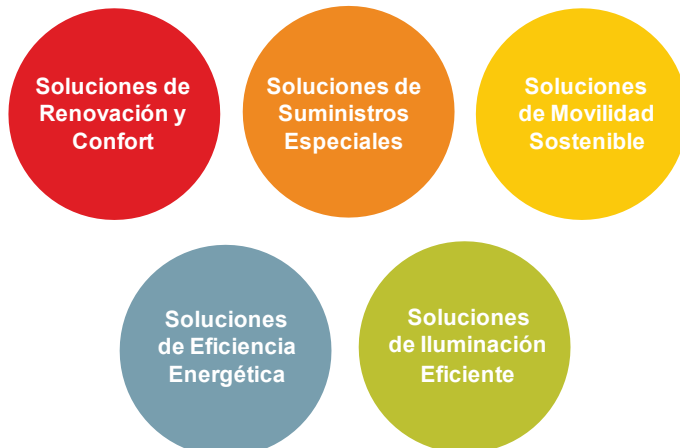 Soluciones de
Renovación y
Confort
Soluciones de
Suministros
Especiales
Soluciones
de Movilidad
Sostenible
Soluciones
de Eficiencia
Energética
Soluciones
de Iluminación
Eficiente